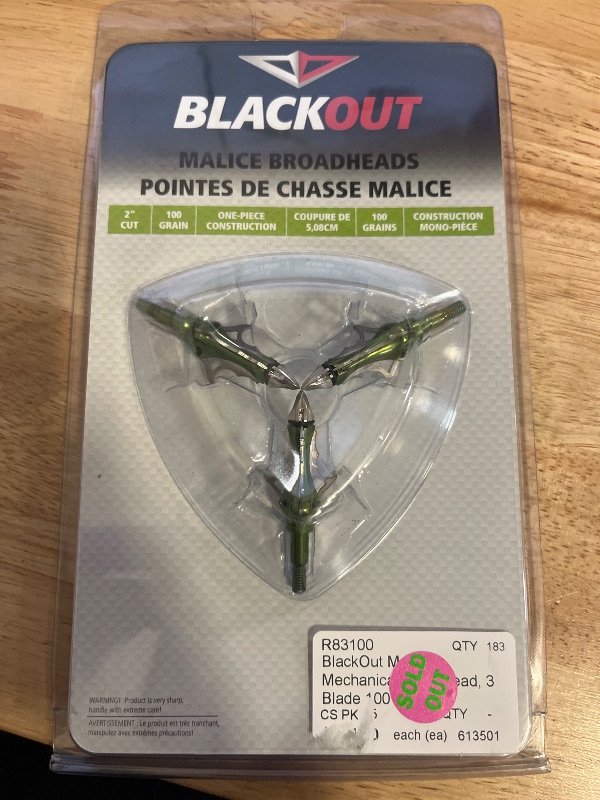 BLACKOUT
MALICE BROADHEADS
POINTES DE CHASSE MALICE
2" CUT
100 GRAIN
ONE-PIECE CONSTRUCTION
COUPURE DE 5,08CM
100 GRAINS
CONSTRUCTION MONO-PIÈCE
WARNING! Product is very sharp,
handle with extreme care!
AVERTISSEMENT : Le produit est très tranchant,
manipulez avec extrêmes précautions!
R83100 QTY 183
BlackOut M
Mechanica ead, 3
Blade 100
CS PK 5 QTY -
0 each (ea) 613501
SOLD
OUT